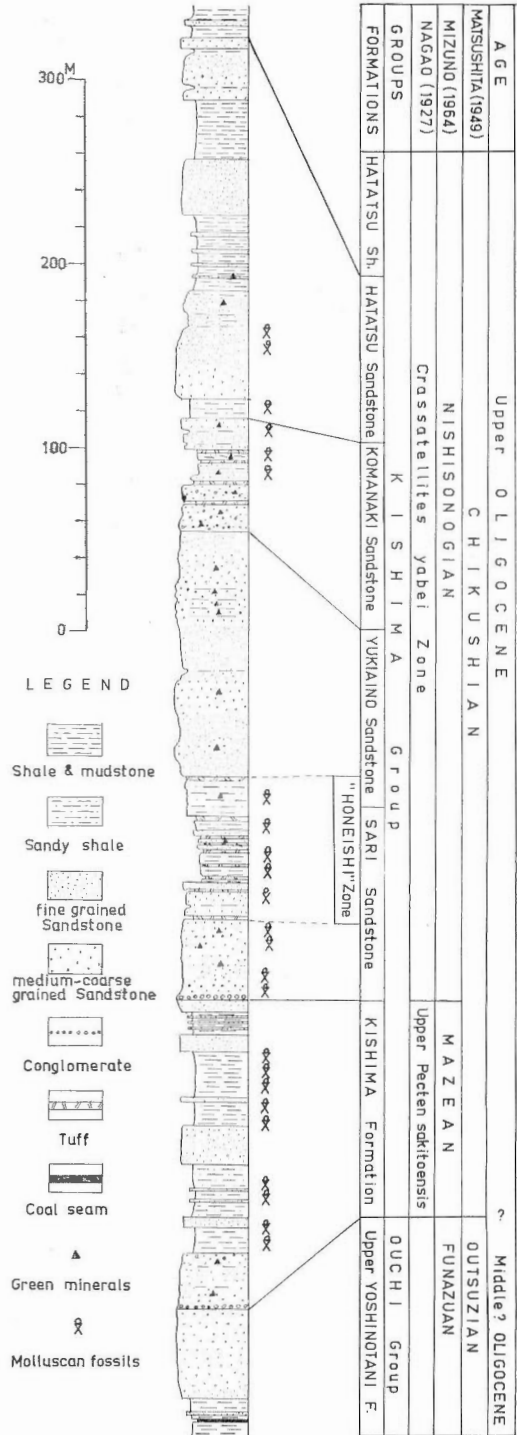 300 M
200
100
0
LEGEND
Shale & mudstone
Sandy shale
fine grained
Sandstone
medium-coarse
grained Sandstone
Conglomerate
Tuff
Coal seam
Green minerals
Molluscan fossils
FORMATIONS
GROUPS
NAGAO (1927)
MIZUNO (1964)
MATSUSHITA (1949)
AGE
HATATSU Sh.
HATATSU Sandstone
KOMANAKI Sandstone
YUKIAINO Sandstone
"HONEISHI" Zone
SARI Sandstone
KISHIMA Formation
Upper YOSHINOTANI F.
KISHIMA Group
OUCHI Group
Crassatellites yabei Zone
Upper Pecten sakitoensis
NISHISONOGIAN
MAZEAN
FUNAZUAN
CHIKUSHIAN
OUTSUZIAN
Upper OLIGOCENE
?
Middle? OLIGOCENE